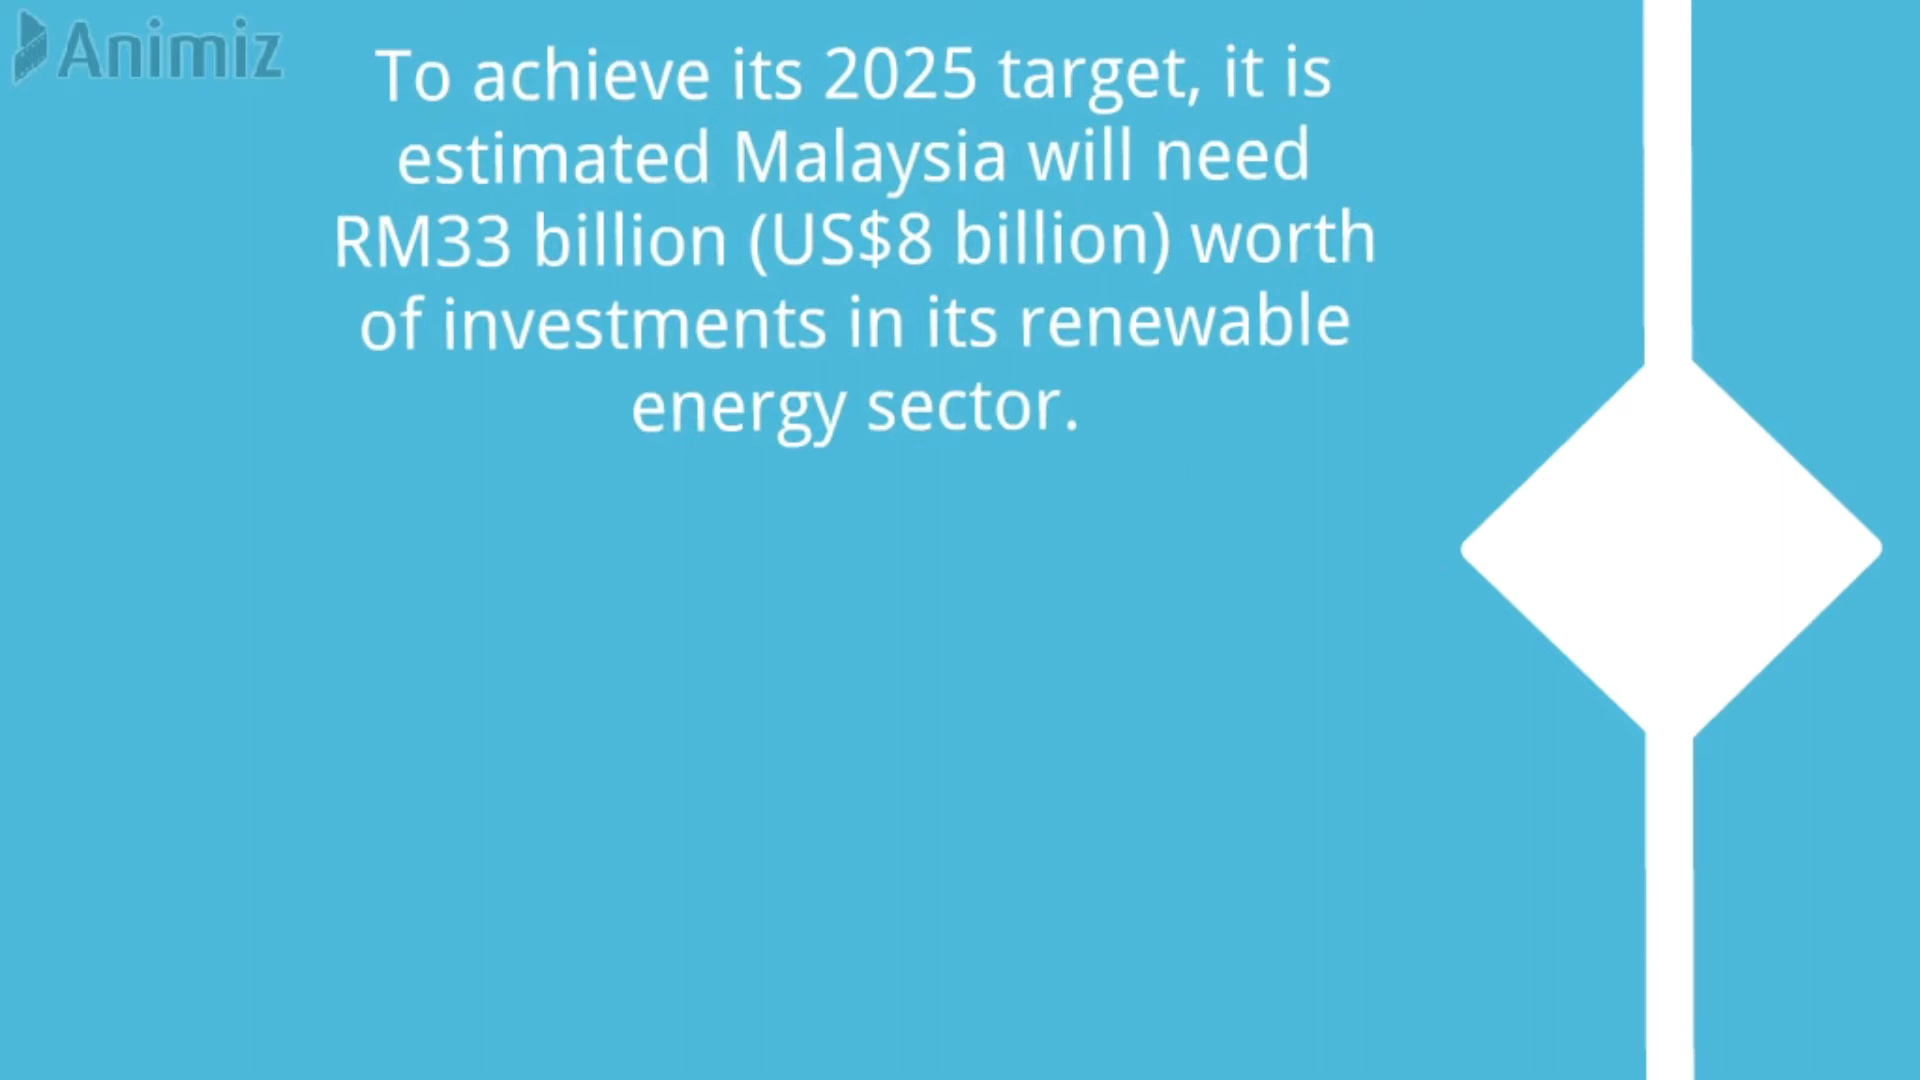 Animiz
To achieve its 2025 target, it is
estimated Malaysia will need
RM33 billion (US$8 billion) worth
of investments in its renewable
energy sector.